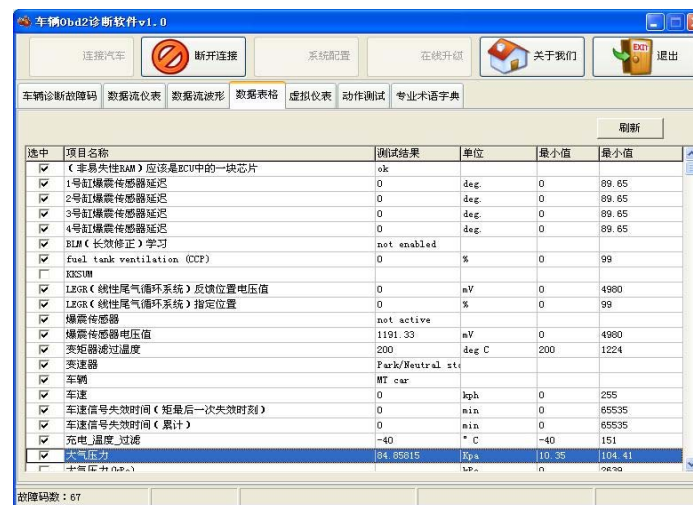 车辆Obd2诊断软件v1.0
连接汽车 断开连接 系统配置 在线升级 关于我们 EXIT 退出
车辆诊断故障码 数据流仪表 数据流波形 数据表格 虚拟仪表 动作测试 专业术语字典
刷新
选中 项目名称 测试结果 单位 最小值 最小值
(非易失性RAM)应该是ECU中的一块芯片 ok
1号缸爆震传感器延迟 0 deg. 0 89.65
2号缸爆震传感器延迟 0 deg. 0 89.65
3号缸爆震传感器延迟 0 deg. 0 89.65
4号缸爆震传感器延迟 0 deg. 0 89.65
BLM(长效修正)学习 not enabled
fuel tank ventilation (CCP) 0 % 0 99
KKSUM
LEGR(线性尾气循环系统)反馈位置电压值 0 mV 0 4980
LEGR(线性尾气循环系统)指定位置 0 % 0 99
爆震传感器 not active
爆震传感器电压值 1191.33 mV 0 4980
变矩器滤过温度 200 deg C 200 1224
变速器 Park/Neutral
车辆 MT car
车速 0 kph 0 255
车速信号失效时间(矩最后一次失效时刻) 0 min 0 65535
车速信号失效时间(累计) 0 min 0 65535
充电_温度_过滤 -40 ° C -40 151
大气压力 84.85815 Kpa 10.35 104.41
大气压力(kPa) 0 kPa 0 2639
故障码数:67